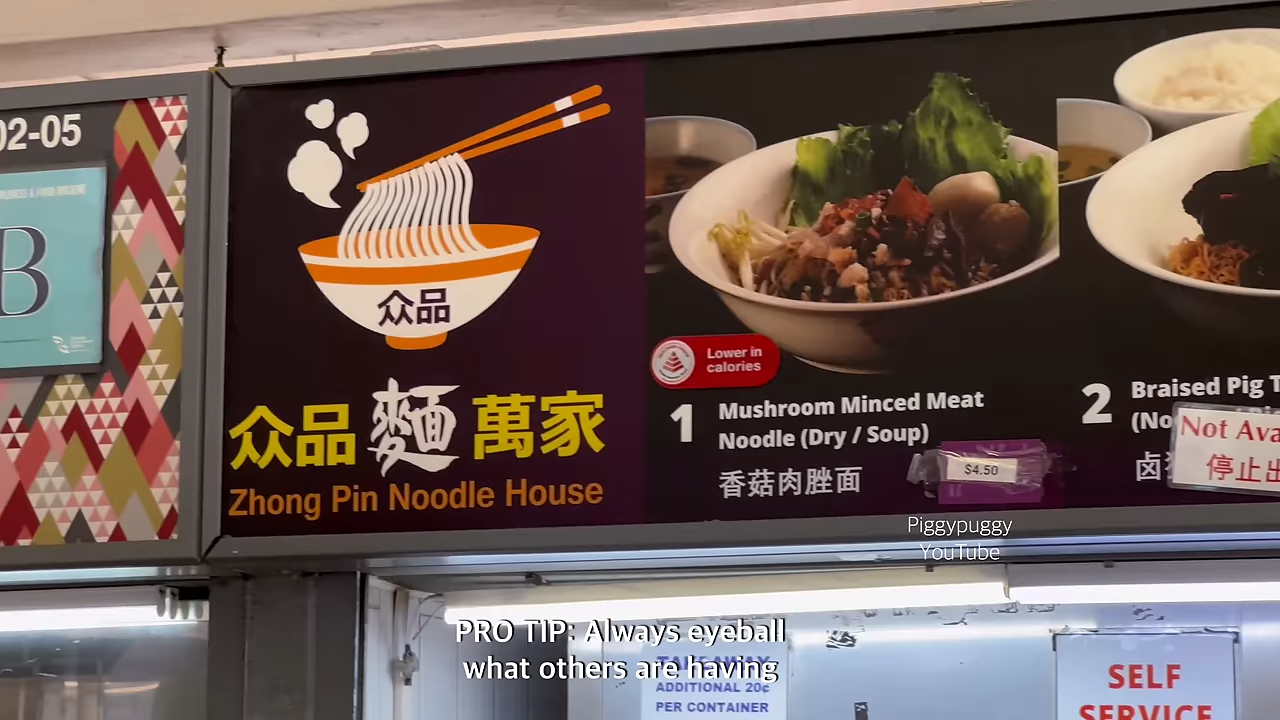 02-05
B
众品
众品麵萬家
Zhong Pin Noodle House
Lower in
calories
1
Mushroom Minced Meat
Noodle (Dry / Soup)
香菇肉脞面
$4.50
2
Braised Pig
Not
停止
Piggypuggy
YouTube
PRO TIP: Always eyeball
what others are having
TAKEAWAY
ADDITIONAL 20¢
PER CONTAINER
SELF
SERVICE